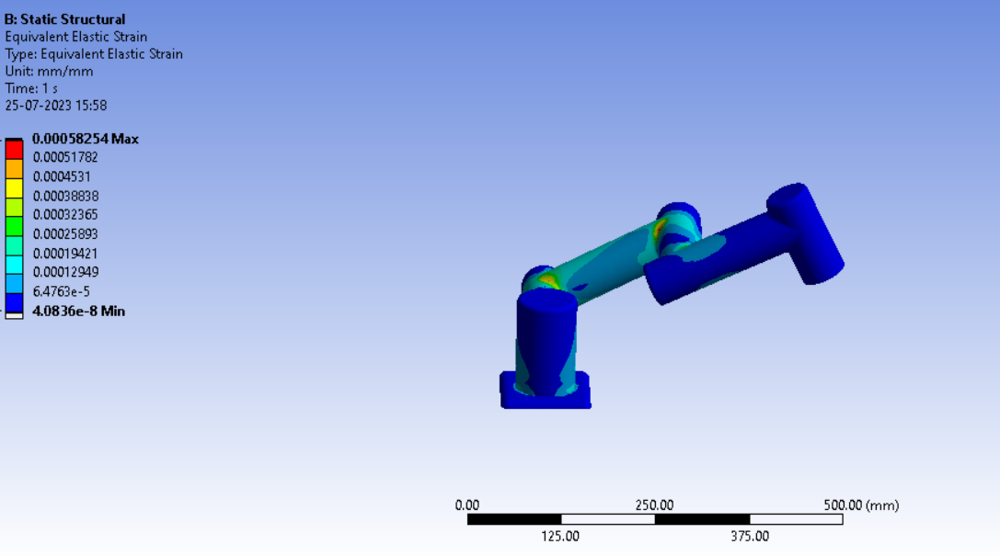 B: Static Structural
Equivalent Elastic Strain
Type: Equivalent Elastic Strain
Unit: mm/mm
Time: 1 s
25-07-2023 15:58
0.00058254 Max
0.00051782
0.0004531
0.00038838
0.00032365
0.00025893
0.00019421
0.00012949
6.4763e-5
4.0836e-8 Min
0.00 250.00 500.00 (mm)
125.00 375.00